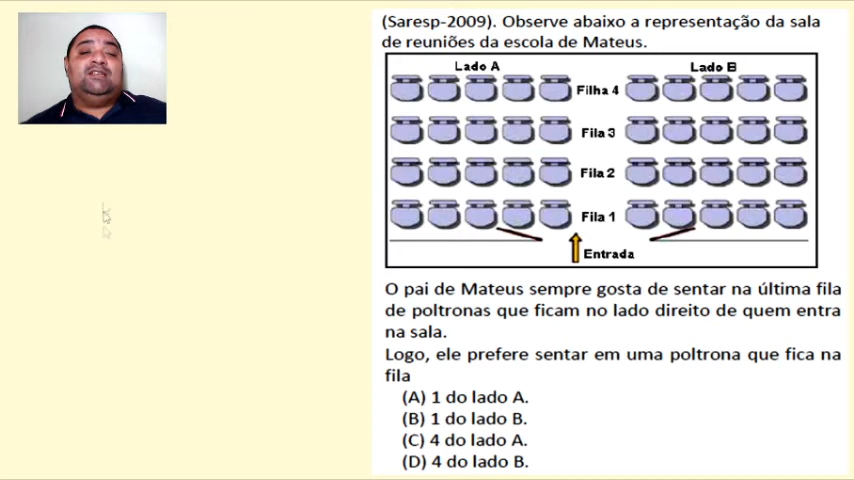 (Saresp-2009). Observe abaixo a representação da sala
de reuniões da escola de Mateus.
Lado A
Lado B
Filha 4
Fila 3
Fila 2
Fila 1
Entrada
O pai de Mateus sempre gosta de sentar na última fila
de poltronas que ficam no lado direito de quem entra
na sala.
Logo, ele prefere sentar em uma poltrona que fica na
fila
(A) 1 do lado A.
(B) 1 do lado B.
(C) 4 do lado A.
(D) 4 do lado B.